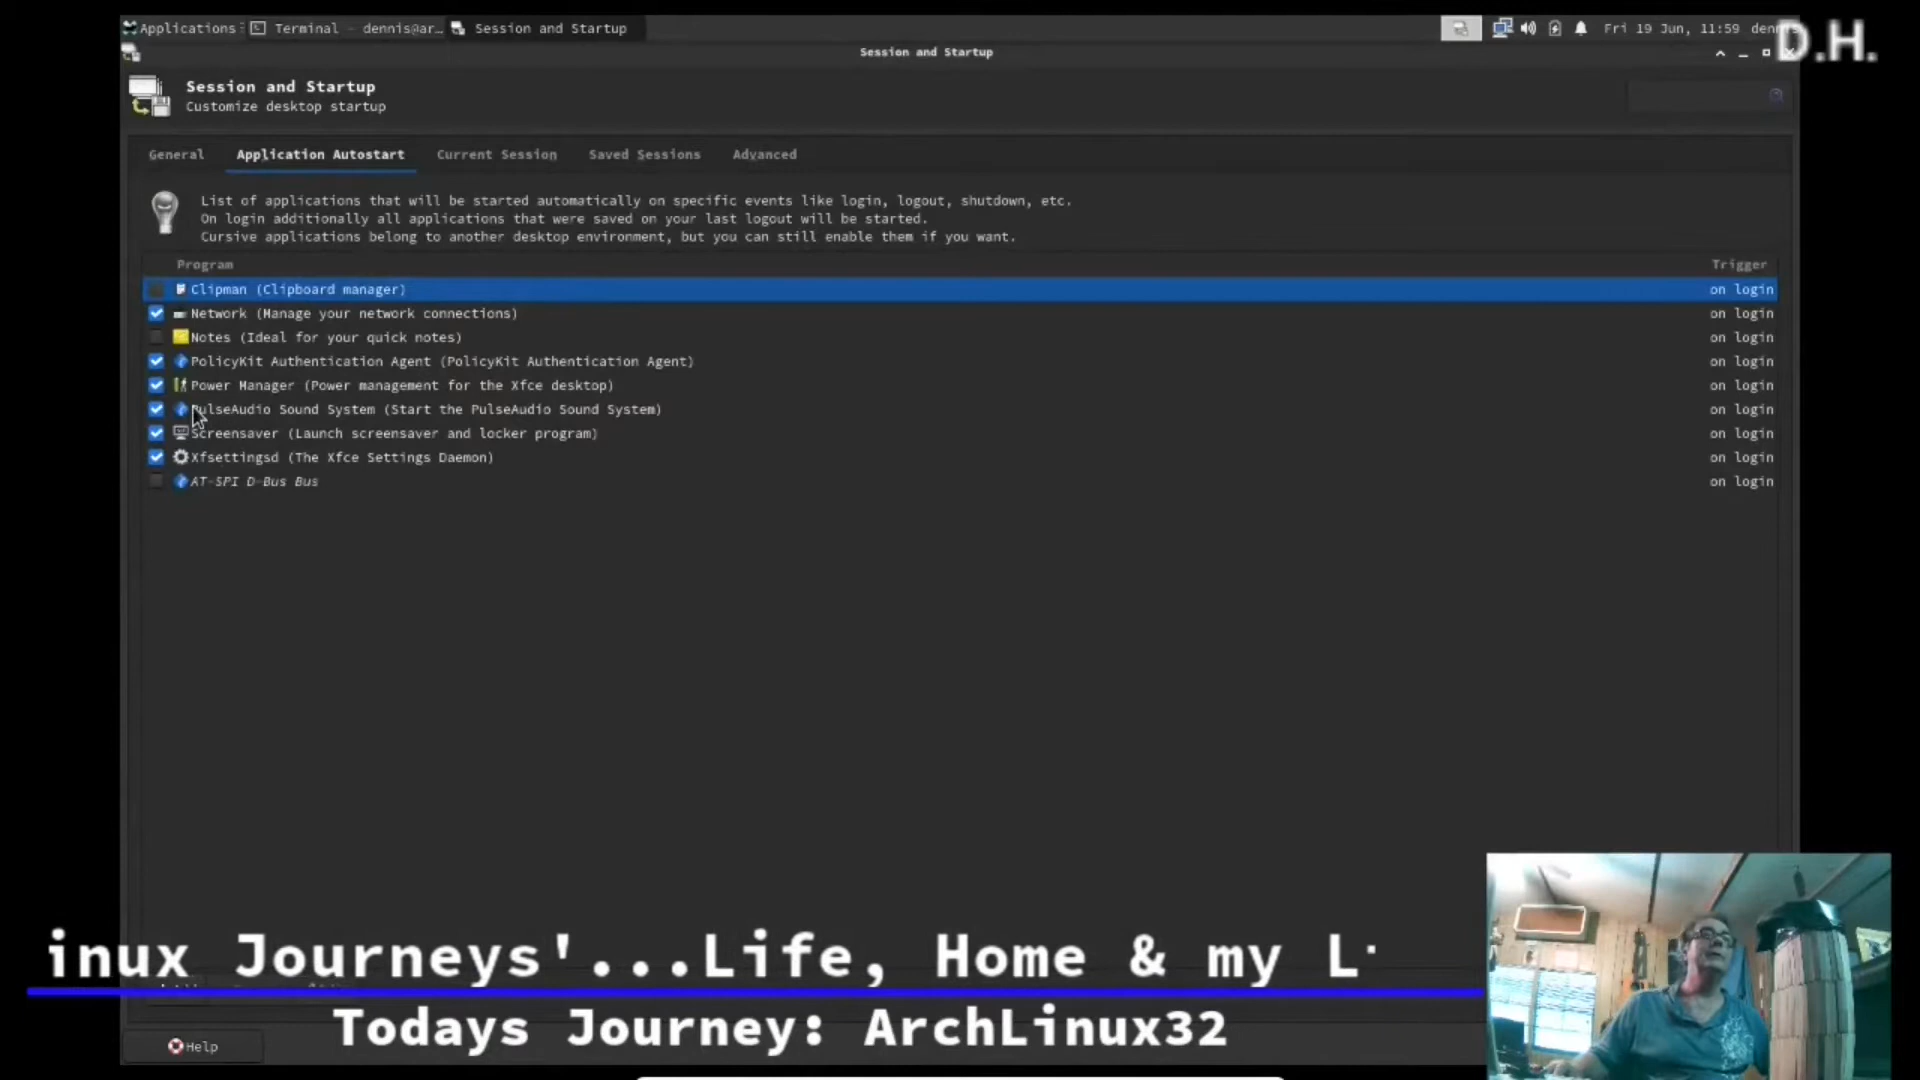 Applications Terminal - dennis@ar… Session and Startup Fri 19 Jun, 11:59
D.H.
Session and Startup
Session and Startup
Customize desktop startup
General Application Autostart Current Session Saved Sessions Advanced
List of applications that will be started automatically on specific events like login, logout, shutdown, etc.
On login additionally all applications that were saved on your last logout will be started.
Cursive applications belong to another desktop environment, but you can still enable them if you want.
Program Trigger
Clipman (Clipboard manager) on login
Network (Manage your network connections) on login
Notes (Ideal for your quick notes) on login
PolicyKit Authentication Agent (PolicyKit Authentication Agent) on login
Power Manager (Power management for the Xfce desktop) on login
PulseAudio Sound System (Start the PulseAudio Sound System) on login
Screensaver (Launch screensaver and locker program) on login
Xfsettingsd (The Xfce Settings Daemon) on login
AT-SPI D-Bus Bus on login
inux Journeys'...Life, Home & my L
Todays Journey: ArchLinux32
Help